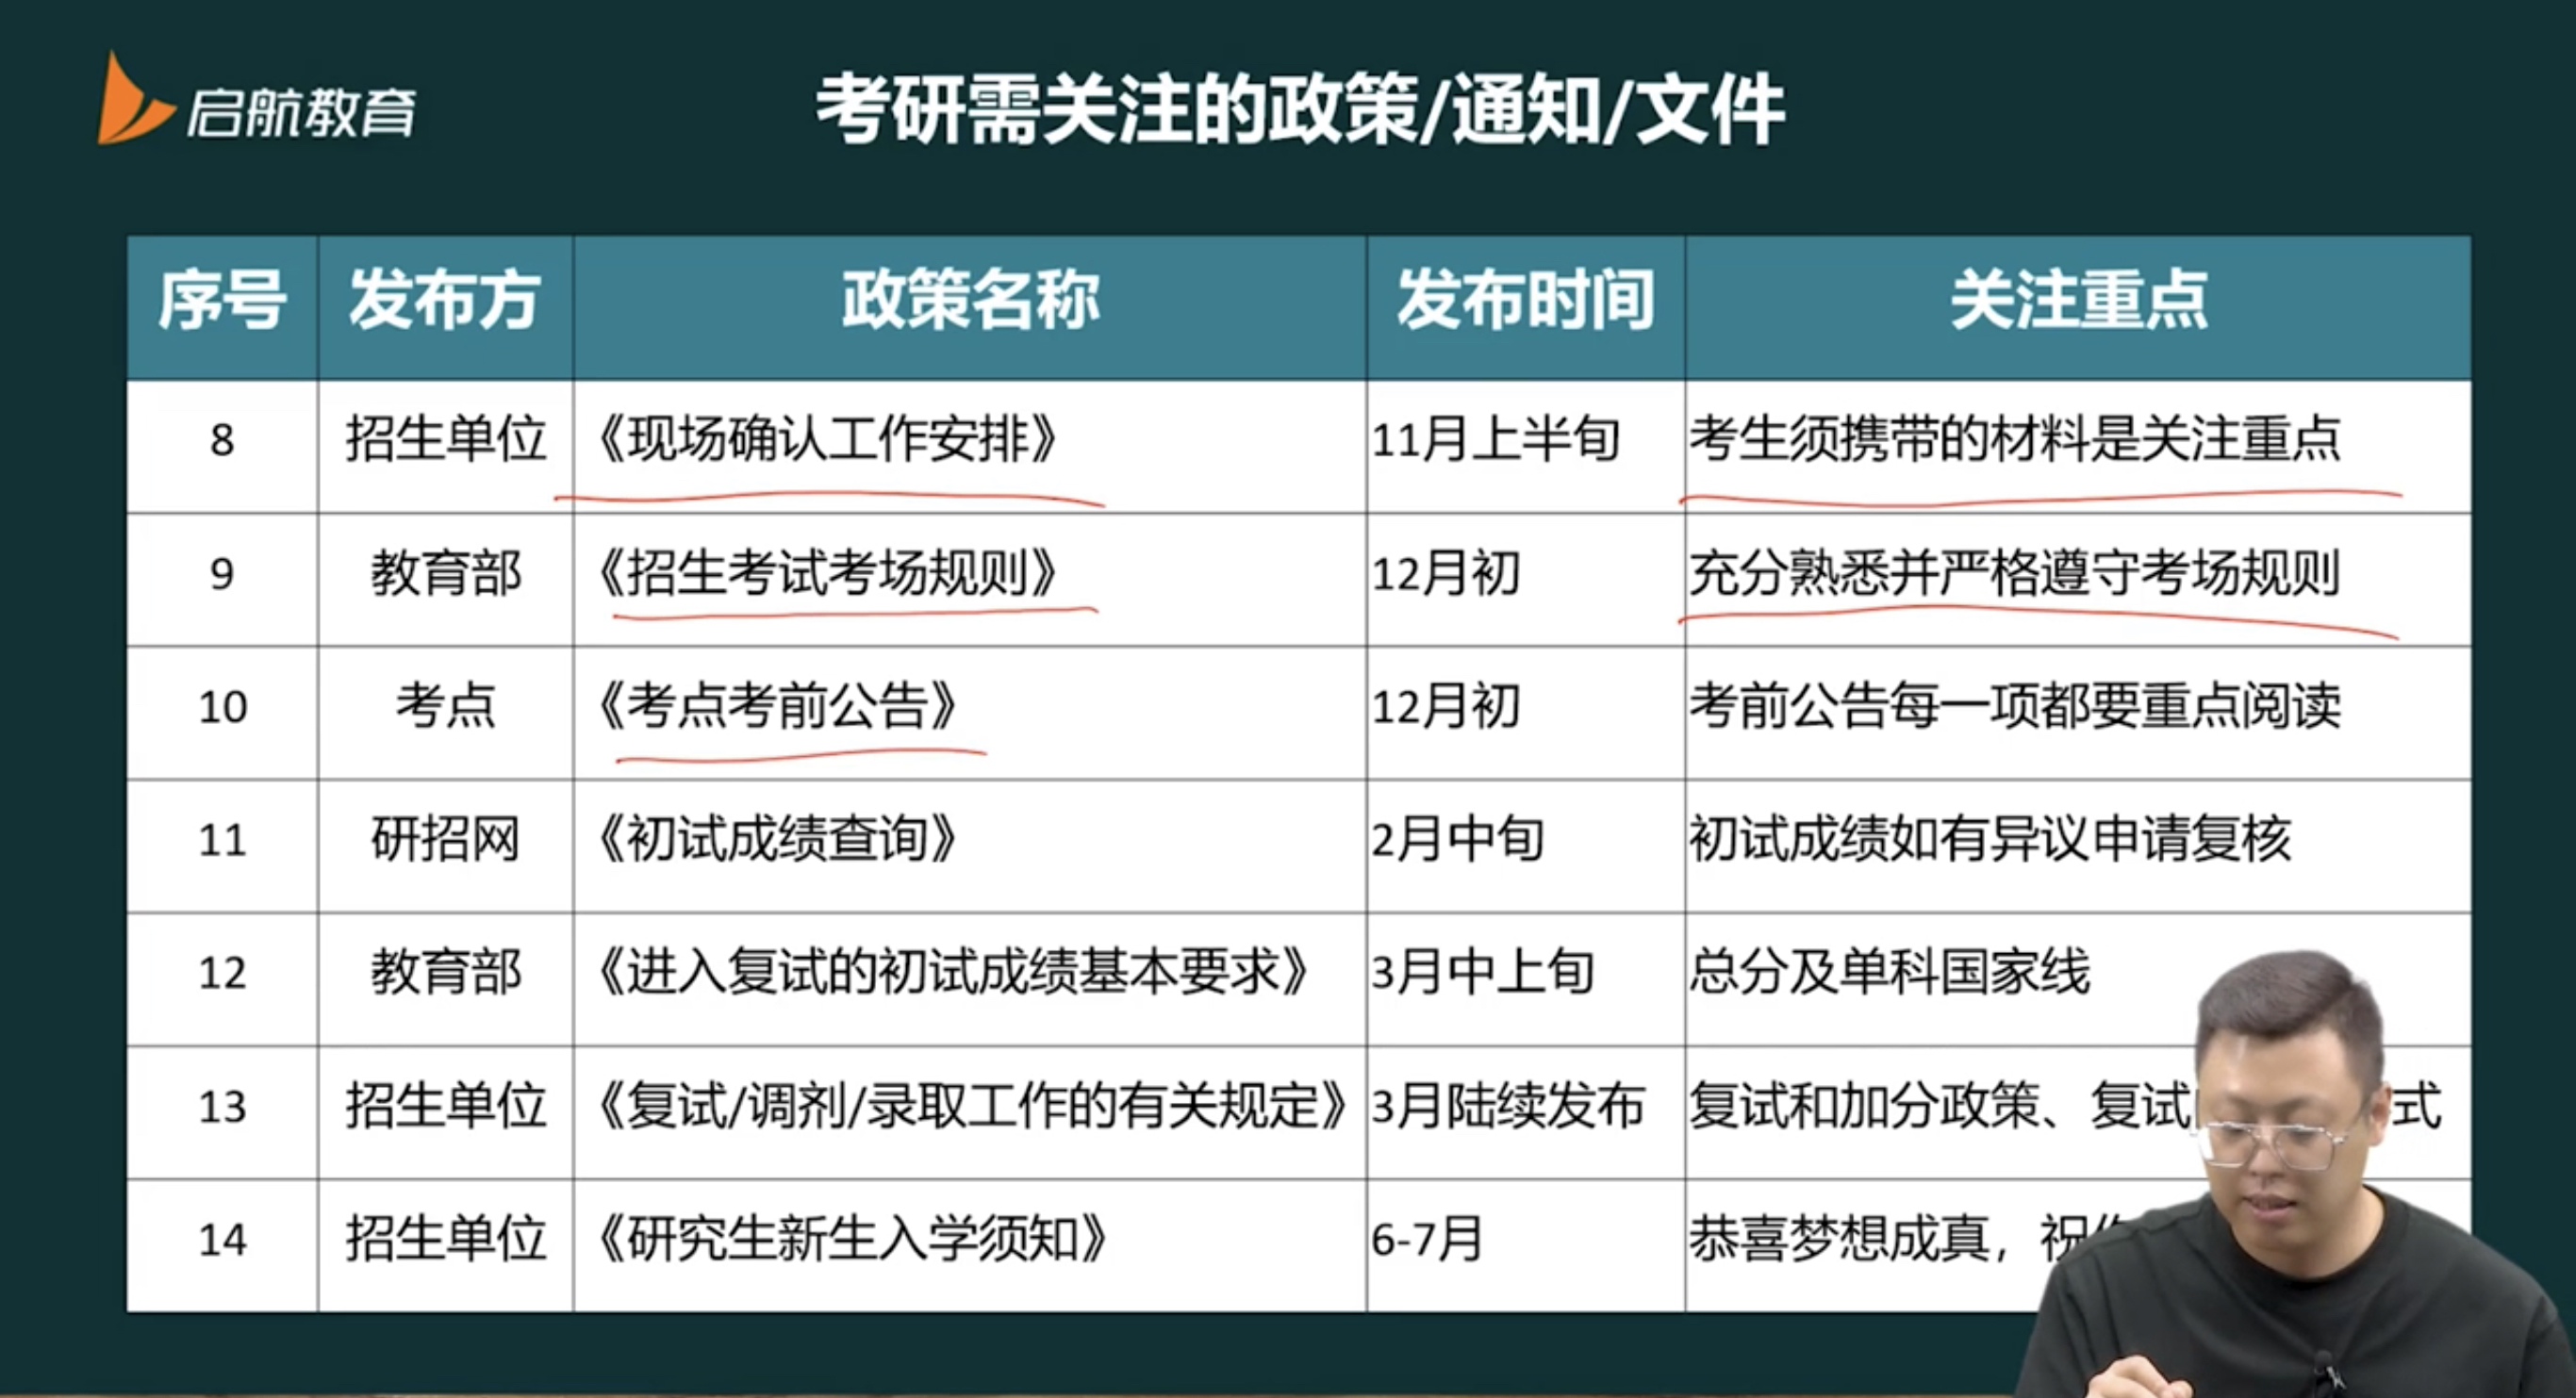 启航教育
考研需关注的政策/通知/文件
序号 发布方 政策名称 发布时间 关注重点
8 招生单位 《现场确认工作安排》 11月上半旬 考生须携带的材料是关注重点
9 教育部 《招生考试考场规则》 12月初 充分熟悉并严格遵守考场规则
10 考点 《考点考前公告》 12月初 考前公告每一项都要重点阅读
11 研招网 《初试成绩查询》 2月中旬 初试成绩如有异议申请复核
12 教育部 《进入复试的初试成绩基本要求》 3月中上旬 总分及单科国家线
13 招生单位 《复试/调剂/录取工作的有关规定》 3月陆续发布 复试和加分政策、复试 式
14 招生单位 《研究生新生入学须知》 6-7月 恭喜梦想成真，祝